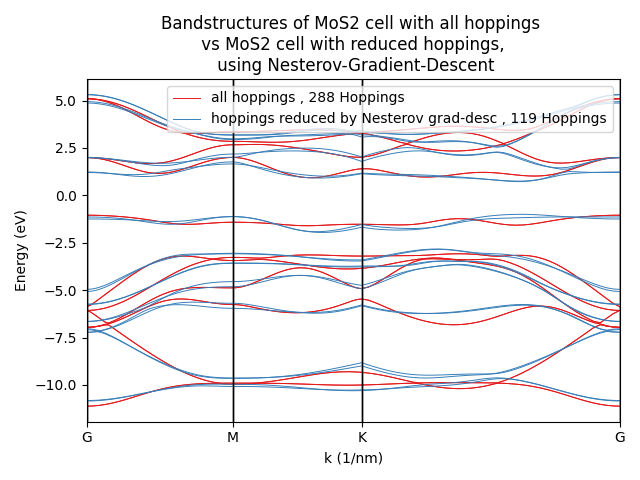 Bandstructures of MoS2 cell with all hoppings
vs MoS2 cell with reduced hoppings,
using Nesterov-Gradient-Descent
all hoppings , 288 Hoppings
hoppings reduced by Nesterov grad-desc , 119 Hoppings
Energy (eV)
5.0
2.5
0.0
−2.5
−5.0
−7.5
−10.0
G M K G
k (1/nm)